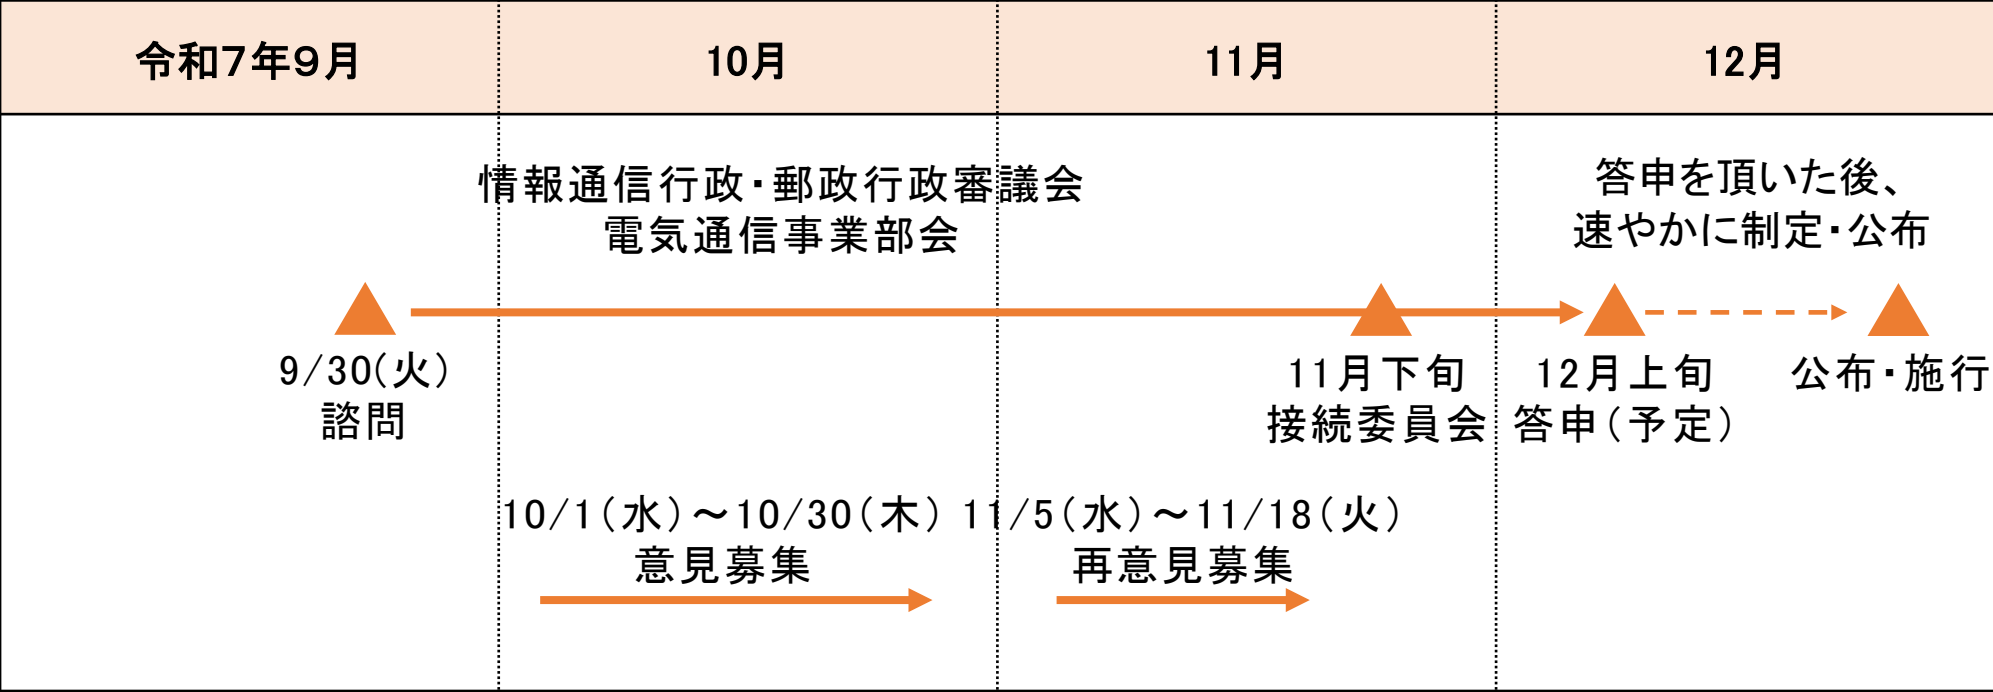 令和7年9月
10月
11月
12月
情報通信行政・郵政行政審議会
電気通信事業部会
答申を頂いた後、
速やかに制定・公布
9/30(火)
諮問
11月下旬
接続委員会
12月上旬
答申(予定)
公布・施行
10/1(水)～10/30(木)
意見募集
11/5(水)～11/18(火)
再意見募集